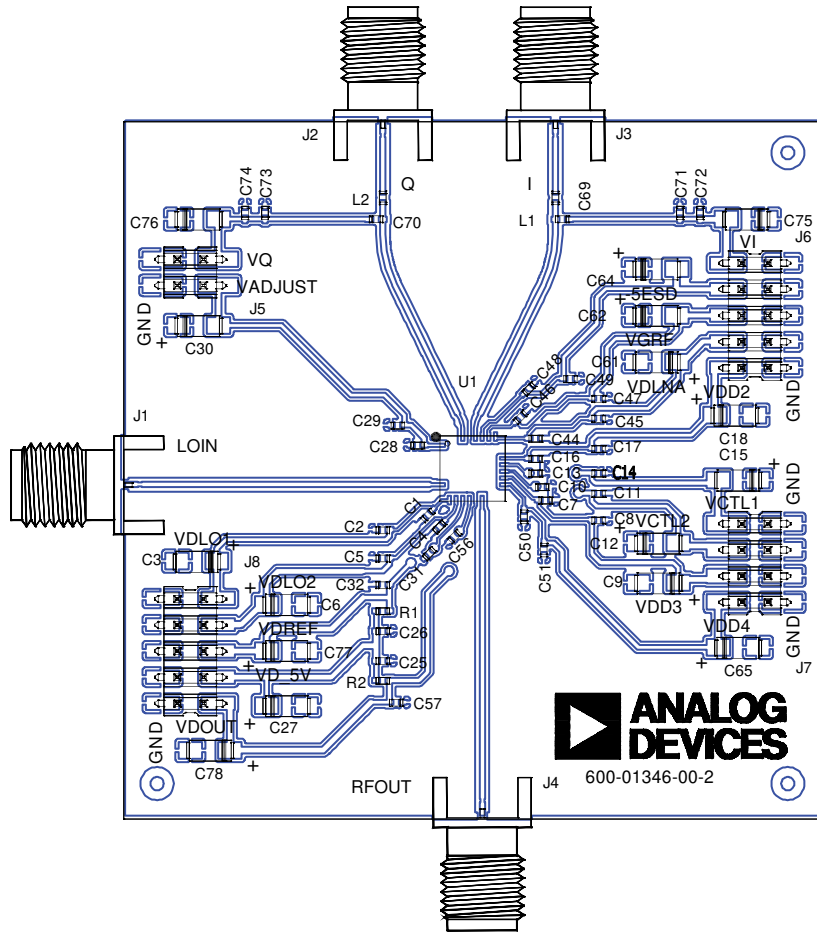 J2
J3
Q
I
C74
C73
L2
C70
C69
L1
C71
C72
C76
C75
J6
VQ
VADJUST
GND
J5
+
C30
VI
+
C64
+
-5ESD
C62
VGRF
C61
VDLNA
VDD2
+
+
GND
C18
U1
C48
C46
C49
C47
C45
C44
C17
C16
C13
C14
C10
C11
C7
C8
C50
C51
C15
+
GND
VCTL1
VCTL2
+
C12
C9
+
VDD3
+
VDD4
GND
+
C65
J7
J1
LOIN
C29
C28
C1
C2
C4
C5
C31
C56
C32
VDLO1
+
C3
J8
VDLO2
+
C6
VDREF
+
C77
VD_5V
+
C27
VDOUT
GND
C78
+
R1
C26
C25
R2
C57
RFOUT
J4
ANALOG
DEVICES
600-01346-00-2